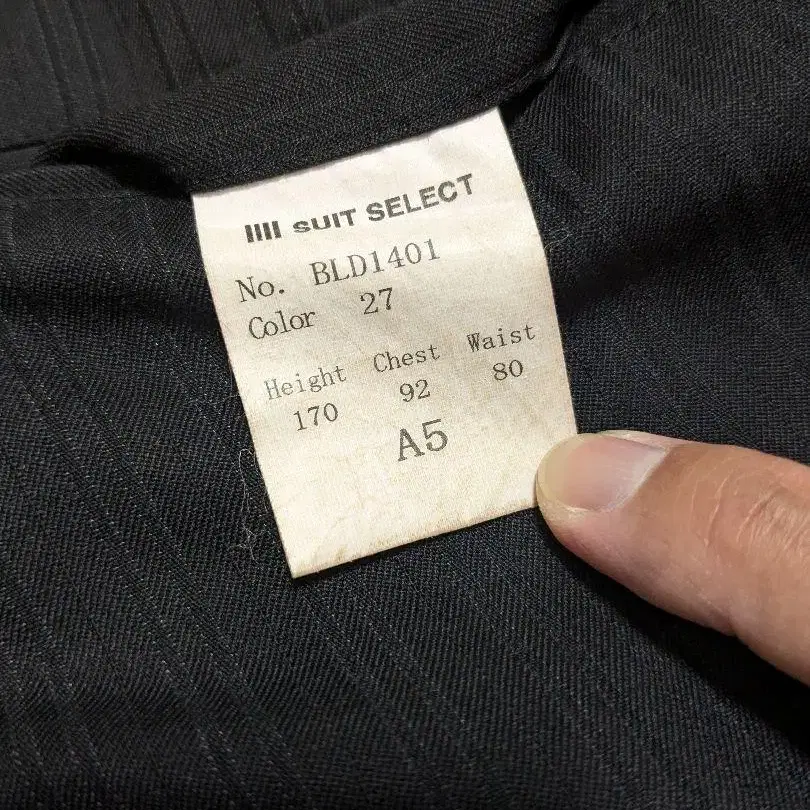 SUIT SELECT
No. BLD1401
Color 27
Height Chest Waist
170 92 80
A5